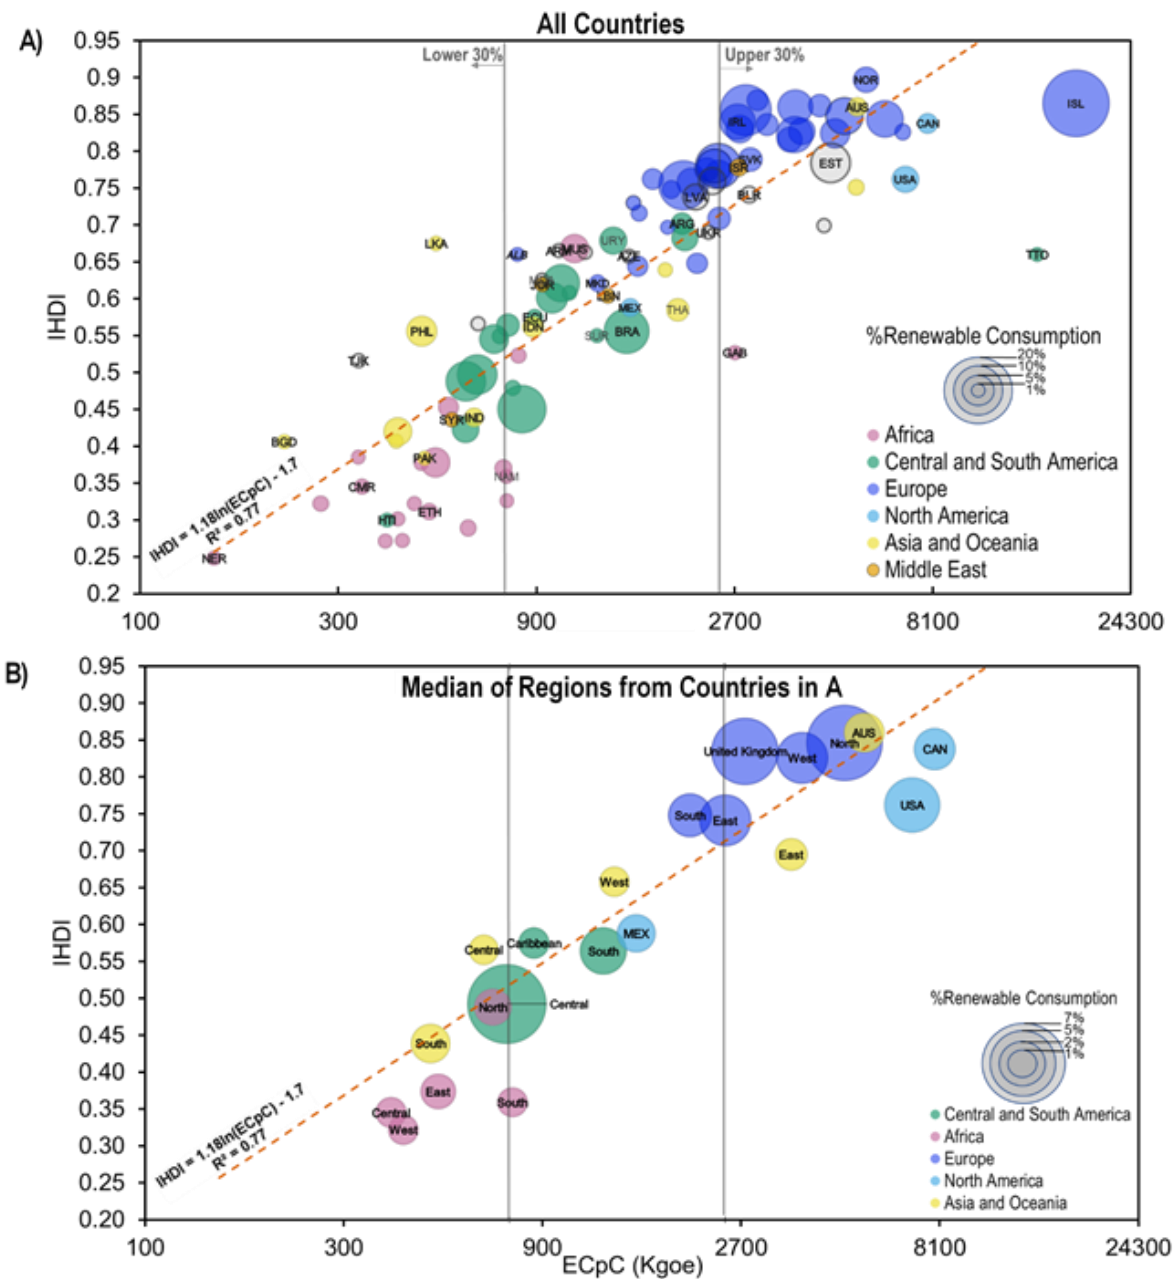 A)
All Countries
Lower 30%
Upper 30%
0.95
0.9
0.85
0.8
0.75
0.7
0.65
0.6
0.55
0.5
0.45
0.4
0.35
0.3
0.25
0.2
IHDI
NOR
ISL
AUS
IRL
CAN
SVK
EST
USA
LVA
BLR
ARG
UKR
LKA
URY
MUS
ALB
AZE
TTO
JOR
MKD
LBN
MEX
THA
ECU
IDN
PHL
SUR
BRA
TJK
GAB
SYR
IND
BGD
PAK
NAM
CMR
ETH
HTI
NER
IHDI = 1.18ln(ECpC) - 1.7
R² = 0.77
%Renewable Consumption
20%
10%
5%
1%
Africa
Central and South America
Europe
North America
Asia and Oceania
Middle East
100
300
900
2700
8100
24300
B)
Median of Regions from Countries in A
0.95
0.90
0.85
0.80
0.75
0.70
0.65
0.60
0.55
0.50
0.45
0.40
0.35
0.30
0.25
0.20
IHDI
United Kingdom
West
North
AUS
CAN
USA
South
East
East
West
MEX
Central
Caribbean
South
North
Central
South
East
South
Central
West
IHDI = 1.18ln(ECpC) - 1.7
R² = 0.77
%Renewable Consumption
7%
5%
2%
1%
Central and South America
Africa
Europe
North America
Asia and Oceania
100
300
900
2700
8100
24300
ECpC (Kgoe)